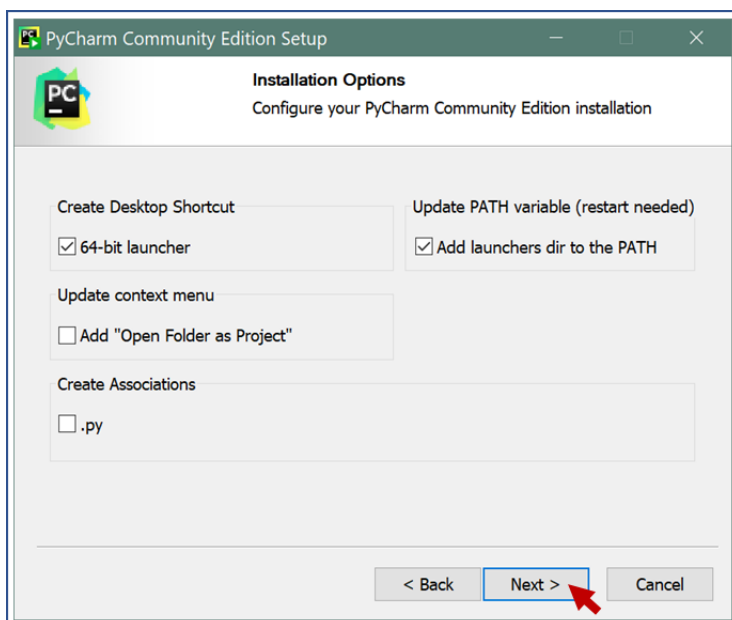 PC
PyCharm Community Edition Setup
PC
Installation Options
Configure your PyCharm Community Edition installation
Create Desktop Shortcut
64-bit launcher
Update PATH variable (restart needed)
Add launchers dir to the PATH
Update context menu
Add "Open Folder as Project"
Create Associations
.py
< Back
Next >
Cancel